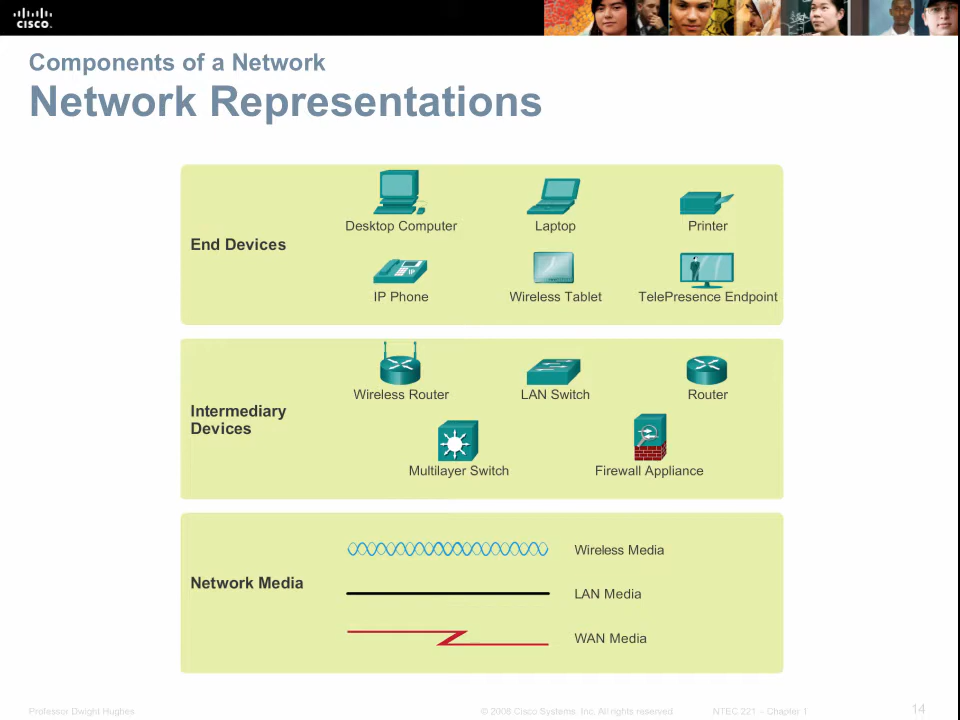 cisco.
Components of a Network
Network Representations
Desktop Computer
Laptop
Printer
End Devices
IP
IP Phone
Wireless Tablet
TelePresence Endpoint
Wireless Router
LAN Switch
Router
Intermediary
Devices
Multilayer Switch
Firewall Appliance
Wireless Media
Network Media
LAN Media
WAN Media
Professor Dwight Hughes
© 2008 Cisco Systems, Inc. All rights reserved.
NTEC 221 – Chapter 1
14